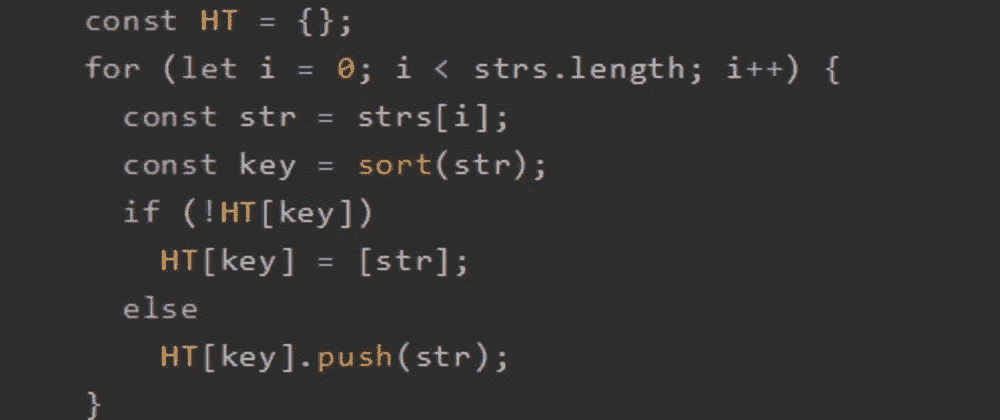 const HT = {};
for (let i = 0; i < strs.length; i++) {
  const str = strs[i];
  const key = sort(str);
  if (!HT[key])
    HT[key] = [str];
  else
    HT[key].push(str);
}